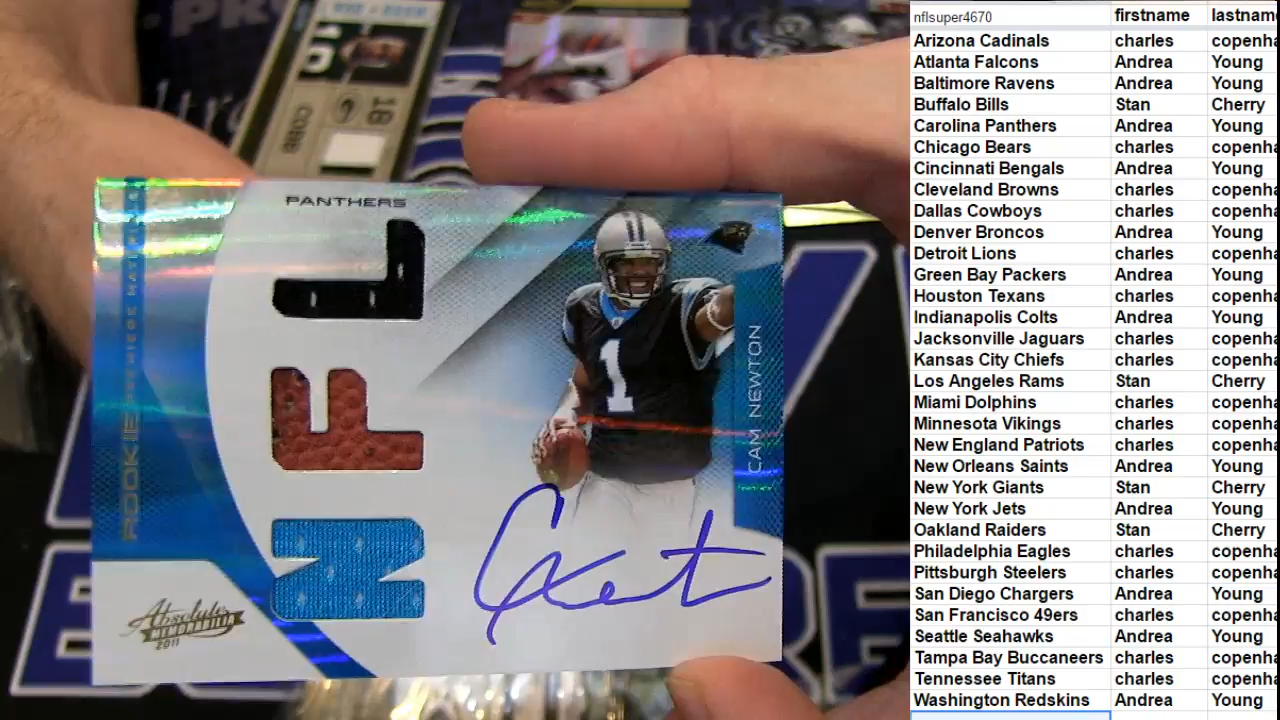 PANTHERS
NFL
ROOKIE PREMIERE MATERIALS
1
CAM NEWTON
Absolute
MEMORABILIA
2011
18
COBB
nflsuper4670 firstname lastname
Arizona Cadinals charles copenha
Atlanta Falcons Andrea Young
Baltimore Ravens Andrea Young
Buffalo Bills Stan Cherry
Carolina Panthers Andrea Young
Chicago Bears charles copenha
Cincinnati Bengals Andrea Young
Cleveland Browns charles copenha
Dallas Cowboys charles copenha
Denver Broncos Andrea Young
Detroit Lions charles copenha
Green Bay Packers Andrea Young
Houston Texans charles copenha
Indianapolis Colts Andrea Young
Jacksonville Jaguars charles copenha
Kansas City Chiefs charles copenha
Los Angeles Rams Stan Cherry
Miami Dolphins charles copenha
Minnesota Vikings charles copenha
New England Patriots charles copenha
New Orleans Saints Andrea Young
New York Giants Stan Cherry
New York Jets Andrea Young
Oakland Raiders Stan Cherry
Philadelphia Eagles charles copenha
Pittsburgh Steelers charles copenha
San Diego Chargers Andrea Young
San Francisco 49ers charles copenha
Seattle Seahawks Andrea Young
Tampa Bay Buccaneers charles copenha
Tennessee Titans charles copenha
Washington Redskins Andrea Young